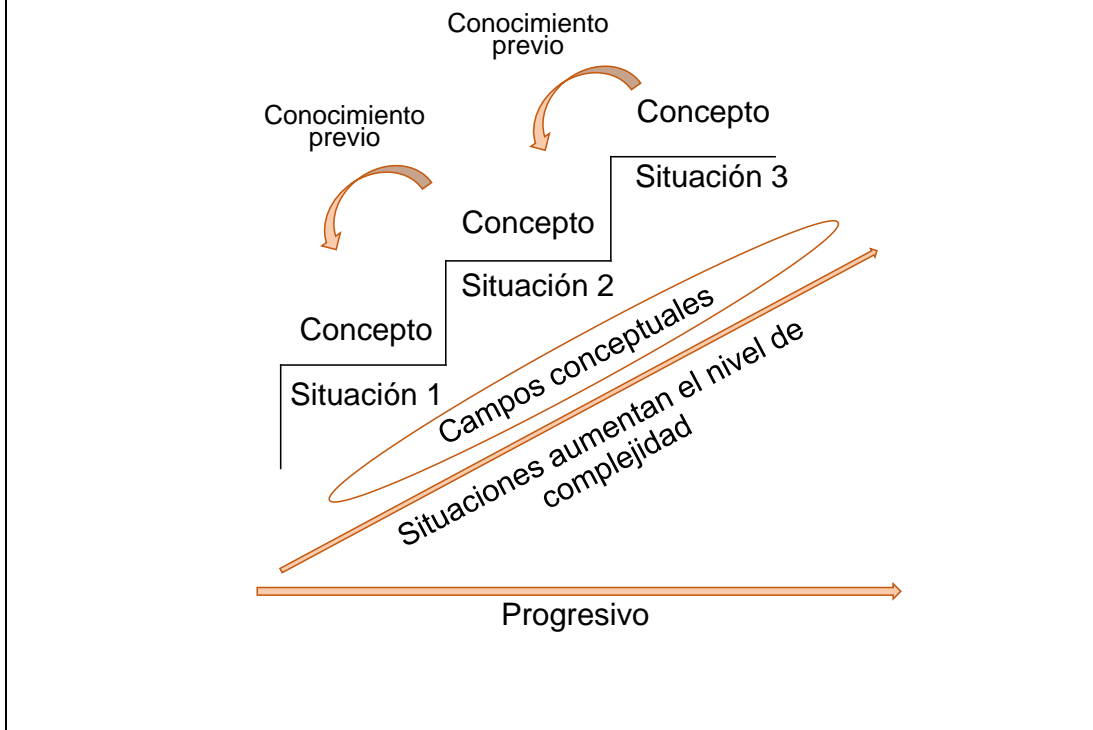 Conocimiento
previo
Conocimiento
previo
Concepto
Situación 3
Concepto
Situación 2
Concepto
Situación 1
Campos conceptuales
Situaciones aumentan el nivel de
complejidad
Progresivo